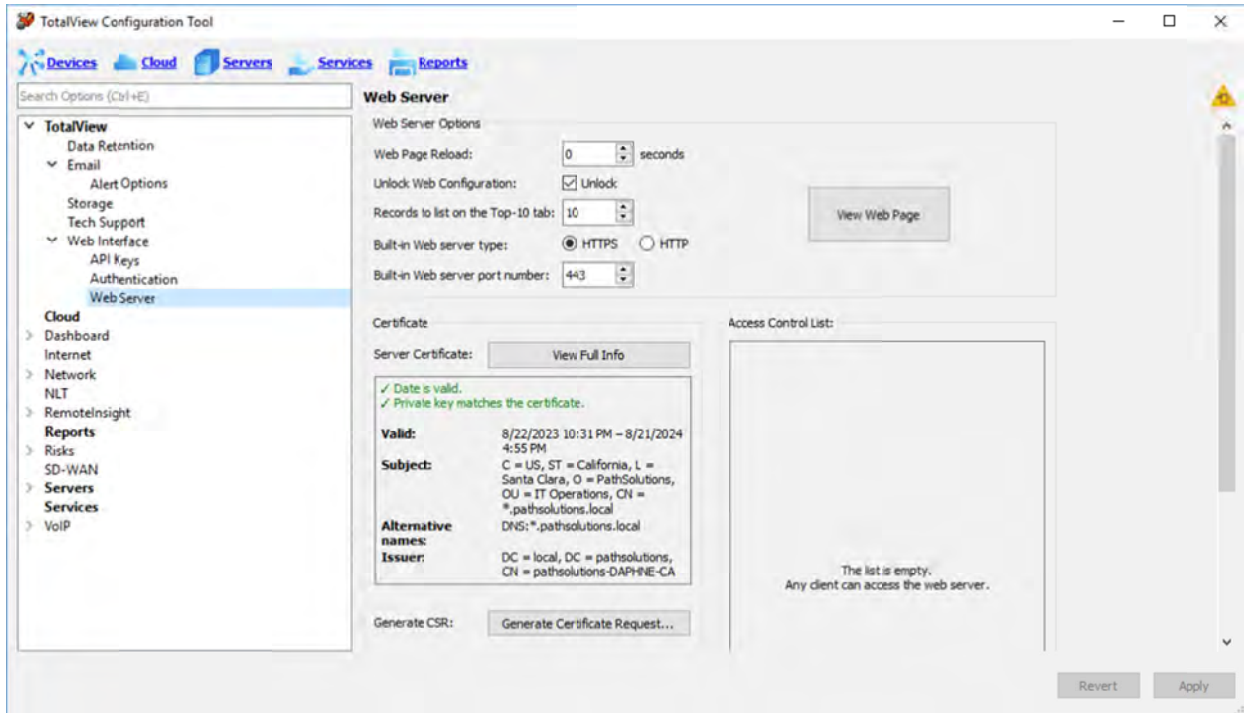 TotalView Configuration Tool
Devices Cloud Servers Services Reports
Search Options (Ctrl+E)
TotalView
Data Retention
Email
Alert Options
Storage
Tech Support
Web Interface
API Keys
Authentication
Web Server
Cloud
Dashboard
Internet
Network
NLT
RemoteInsight
Reports
Risks
SD-WAN
Servers
Services
VoIP
Web Server
Web Server Options
Web Page Reload: 0 seconds
Unlock Web Configuration: Unlock
Records to list on the Top-10 tab: 10
Built-in Web server type: HTTPS HTTP
Built-in Web server port number: 443
View Web Page
Certificate
Server Certificate: View Full Info
✓ Date is valid.
✓ Private key matches the certificate.
Valid: 8/22/2023 10:31 PM – 8/21/2024
4:55 PM
Subject: C = US, ST = California, L =
Santa Clara, O = PathSolutions,
OU = IT Operations, CN =
*.pathsolutions.local
Alternative DNS:*.pathsolutions.local
names:
Issuer: DC = local, DC = pathsolutions,
CN = pathsolutions-DAPHNE-CA
Generate CSR: Generate Certificate Request...
Access Control List:
The list is empty.
Any client can access the web server.
Revert Apply